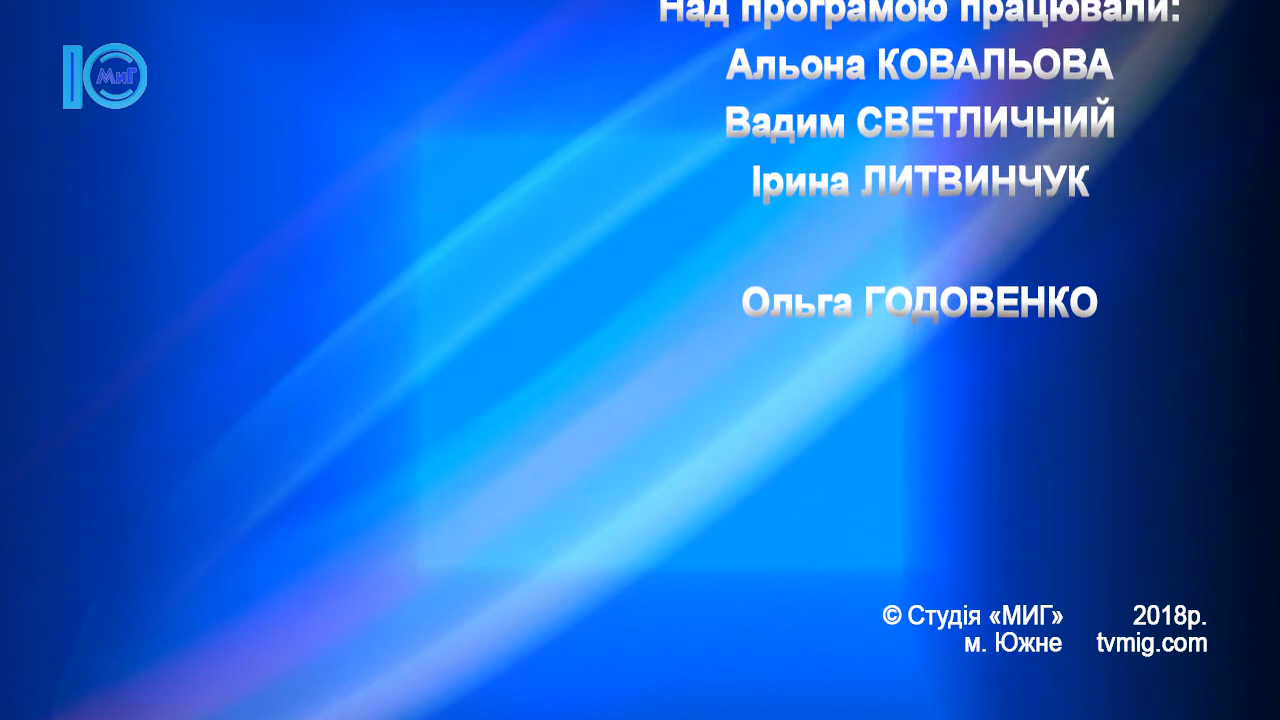 Над програмою працювали:
Альона КОВАЛЬОВА
Вадим СВЕТЛИЧНИЙ
Ірина ЛИТВИНЧУК
Ольга ГОДОВЕНКО
Ю МиГ
© Студія «МИГ» 2018р.
м. Южне tvmig.com